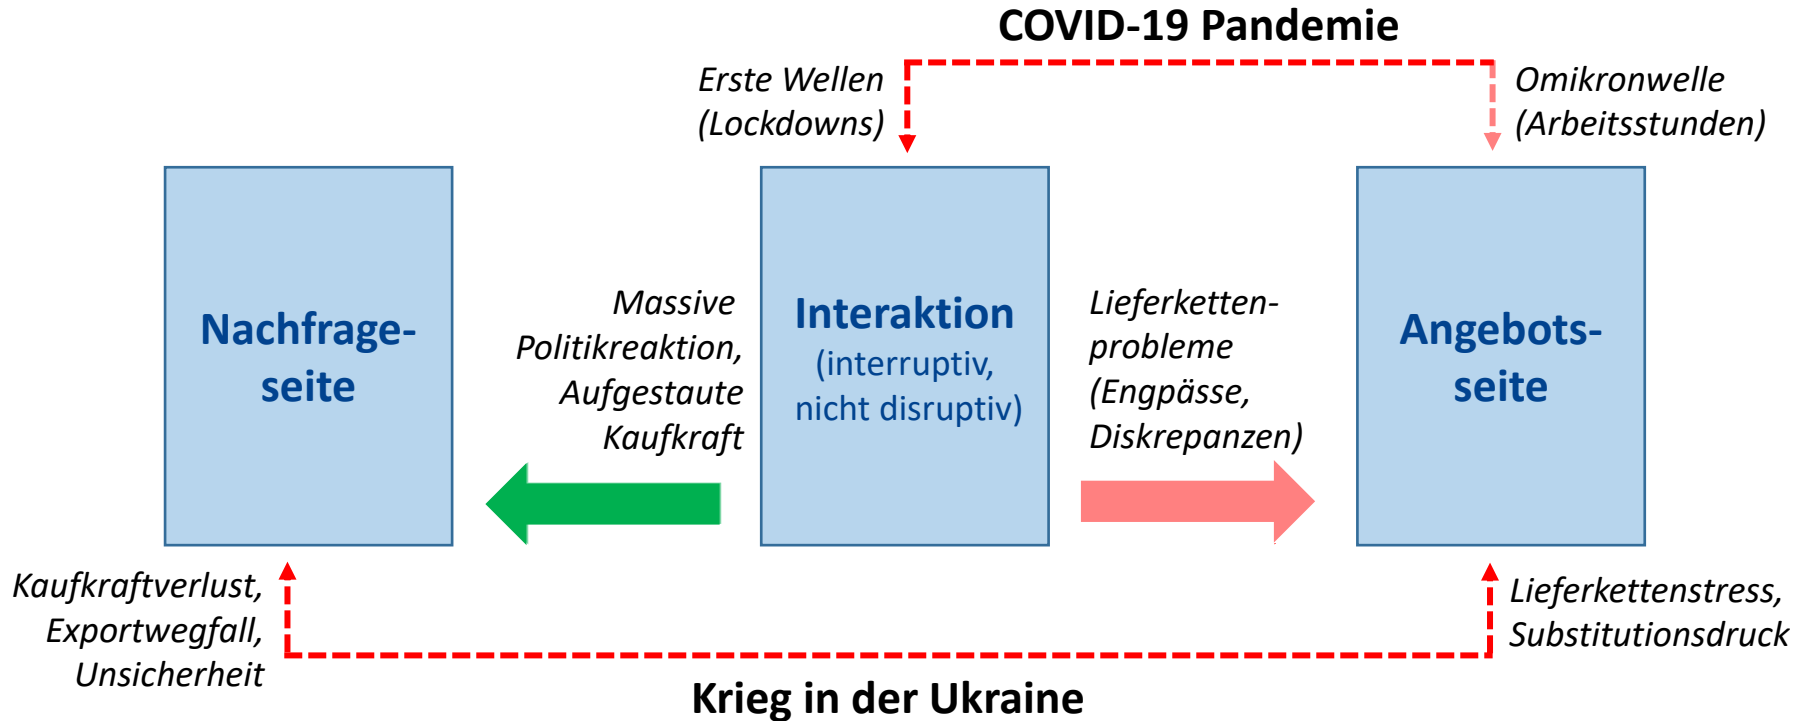 COVID-19 Pandemie
Erste Wellen
(Lockdowns)
Omikronwelle
(Arbeitsstunden)
Nachfrage-
seite
Massive
Politikreaktion,
Aufgestaute
Kaufkraft
Interaktion
(interruptiv,
nicht disruptiv)
Lieferketten-
probleme
(Engpässe,
Diskrepanzen)
Angebots-
seite
Kaufkraftverlust,
Exportwegfall,
Unsicherheit
Lieferkettenstress,
Substitutionsdruck
Krieg in der Ukraine